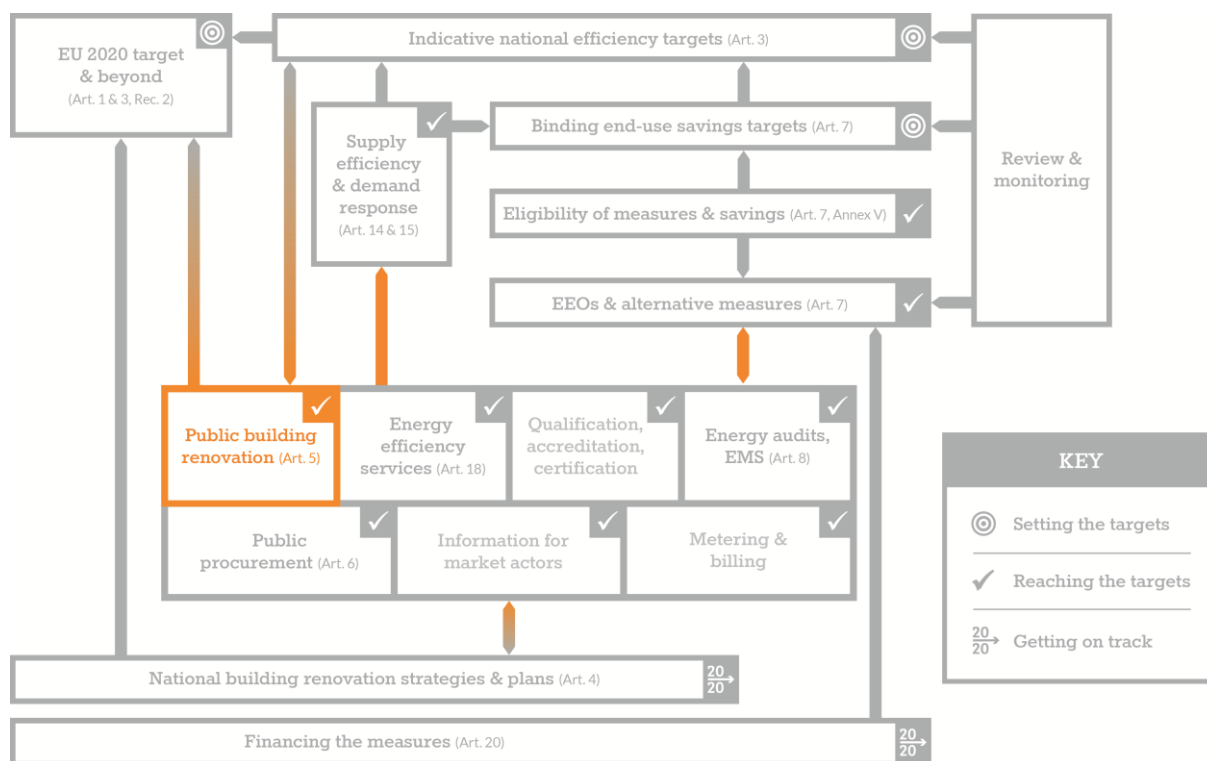 EU 2020 target
& beyond
(Art. 1 & 3, Rec. 2)
Indicative national efficiency targets (Art. 3)
Supply
efficiency
& demand
response
(Art. 14 & 15)
Binding end-use savings targets (Art. 7)
Eligibility of measures & savings (Art. 7, Annex V)
EEOs & alternative measures (Art. 7)
Review &
monitoring
Public building
renovation (Art. 5)
Energy
efficiency
services (Art. 18)
Qualification,
accreditation,
certification
Energy audits,
EMS (Art. 8)
Public
procurement (Art. 6)
Information for
market actors
Metering &
billing
National building renovation strategies & plans (Art. 4)
20
20
Financing the measures (Art. 20)
20
20
KEY
Setting the targets
Reaching the targets
20
20
Getting on track